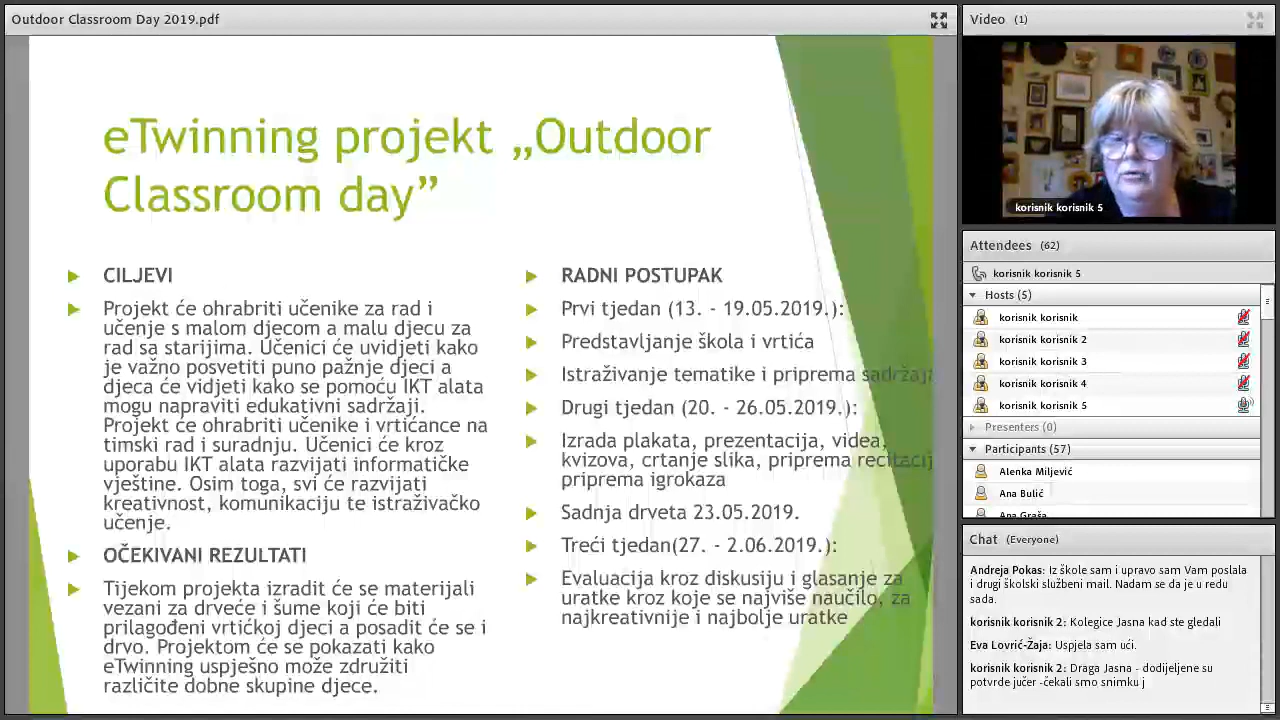 Outdoor Classroom Day 2019.pdf
eTwinning projekt „Outdoor
Classroom day”
CILJEVI
Projekt će ohrabriti učenike za rad i
učenje s malom djecom a malu djecu za
rad sa starijima. Učenici će uvidjeti kako
je važno posvetiti puno pažnje djeci a
djeca će vidjeti kako se pomoću IKT alata
mogu napraviti edukativni sadržaji.
Projekt će ohrabriti učenike i vrtićance na
timski rad i suradnju. Učenici će kroz
uporabu IKT alata razvijati informatičke
vještine. Osim toga, svi će razvijati
kreativnost, komunikaciju te istraživačko
učenje.
OČEKIVANI REZULTATI
Tijekom projekta izradit će se materijali
vezani za drveće i šume koji će biti
prilagođeni vrtićkoj djeci a posadit će se i
drvo. Projektom će se pokazati kako
eTwinning uspješno može združiti
različite dobne skupine djece.
RADNI POSTUPAK
Prvi tjedan (13. - 19.05.2019.):
Predstavljanje škola i vrtića
Istraživanje tematike i priprema sadržaja
Drugi tjedan (20. - 26.05.2019.):
Izrada plakata, prezentacija, videa,
kvizova, crtanje slika, priprema recitacij
priprema igrokaza
Sadnja drveta 23.05.2019.
Treći tjedan(27. - 2.06.2019.):
Evaluacija kroz diskusiju i glasanje za
uratke kroz koje se najviše naučilo, za
najkreativnije i najbolje uratke
Video (1)
korisnik korisnik 5
Attendees (62)
korisnik korisnik 5
Hosts (5)
korisnik korisnik
korisnik korisnik 2
korisnik korisnik 3
korisnik korisnik 4
korisnik korisnik 5
Presenters (0)
Participants (57)
Alenka Miljević
Ana Bulić
Ana Graša
Chat (Everyone)
Andreja Pokas: Iz škole sam i upravo sam Vam poslala
i drugi školski službeni mail. Nadam se da je u redu
sada.
korisnik korisnik 2: Kolegice Jasna kad ste gledali
Eva Lovrić-Žaja: Uspjela sam ući.
korisnik korisnik 2: Draga Jasna - dodijeljene su
potvrde jučer -čekali smo snimku j